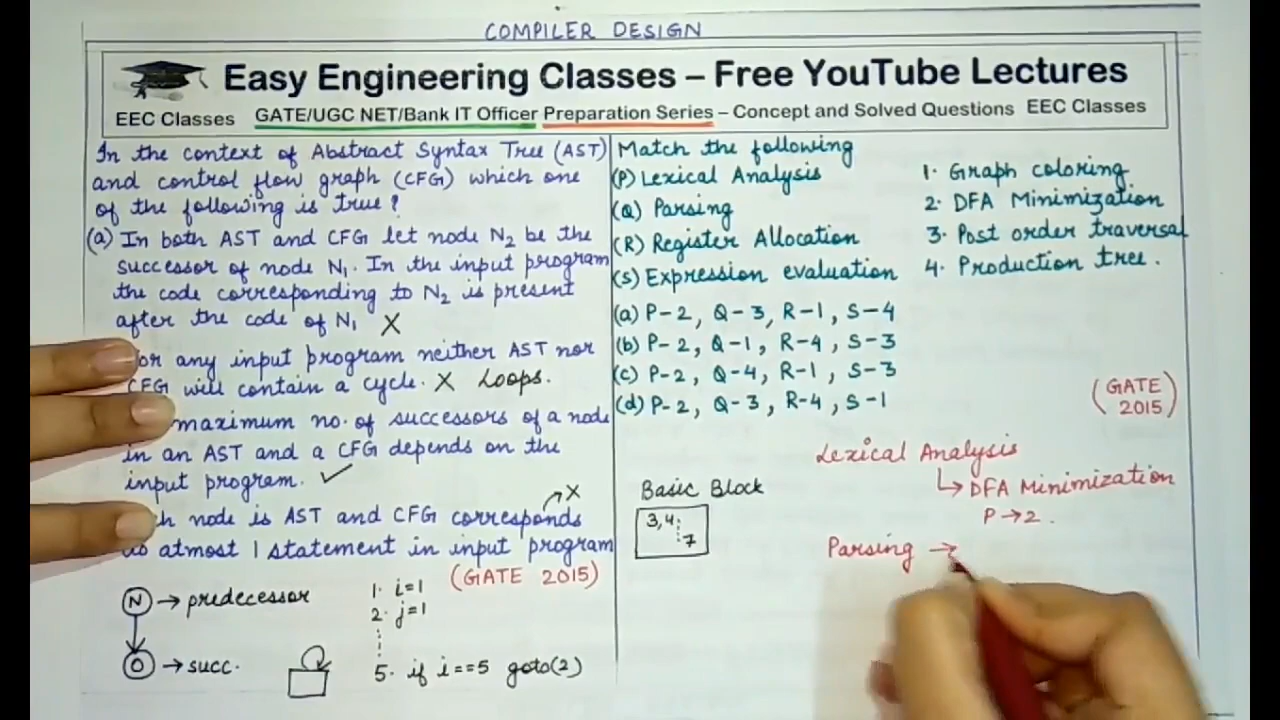 COMPILER DESIGN
Easy Engineering Classes – Free YouTube Lectures
EEC Classes GATE/UGC NET/Bank IT Officer Preparation Series – Concept and Solved Questions EEC Classes
In the context of Abstract Syntax Tree (AST)
and control flow graph (CFG) which one
of the following is true?
(a) In both AST and CFG let node N2 be the
successor of node N1. In the input program
the code corresponding to N2 is present
after the code of N1 X
For any input program neither AST nor
CFG will contain a cycle. X Loops.
maximum no. of successors of a node
in an AST and a CFG depends on the
input program. ✓
node is AST and CFG corresponds X
atmost 1 statement in input program
(GATE 2015)
N → predecessor
O → succ.
1. i=1
2. j=1
5. if i==5 goto(2)
Match the following
(P) Lexical Analysis
(Q) Parsing
(R) Register Allocation
(S) Expression evaluation
1. Graph coloring
2. DFA Minimization
3. Post order traversal
4. Production tree.
(a) P-2, Q-3, R-1, S-4
(b) P-2, Q-1, R-4, S-3
(c) P-2, Q-4, R-1, S-3
(d) P-2, Q-3, R-4, S-1
(GATE
2015)
Basic Block
3,4
7
Lexical Analysis
↳ DFA Minimization
P→2.
Parsing →